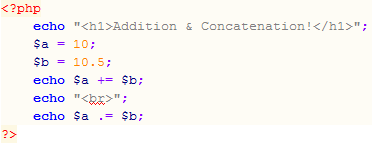 <?php
echo "<h1>Addition & Concatenation!</h1>";
$a = 10;
$b = 10.5;
echo $a += $b;
echo "<br>";
echo $a .= $b;
?>